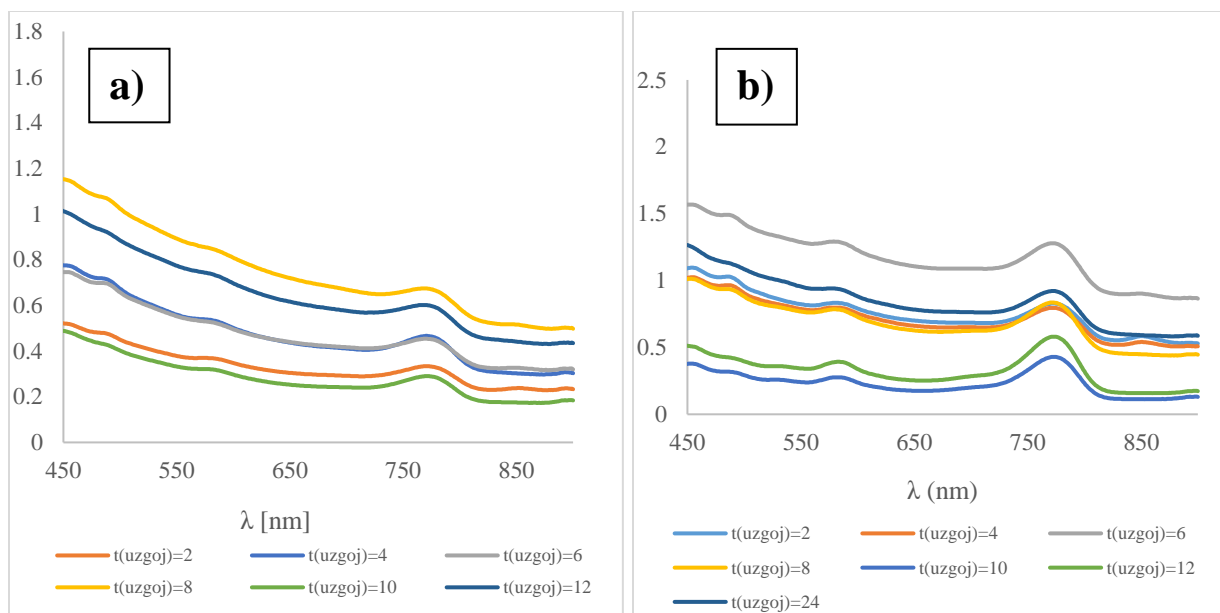 a)
1.8
1.6
1.4
1.2
1
0.8
0.6
0.4
0.2
0
450 550 650 750 850
λ [nm]
t(uzgoj)=2 t(uzgoj)=4 t(uzgoj)=6
t(uzgoj)=8 t(uzgoj)=10 t(uzgoj)=12
b)
2.5
2
1.5
1
0.5
0
450 550 650 750 850
λ (nm)
t(uzgoj)=2 t(uzgoj)=4 t(uzgoj)=6
t(uzgoj)=8 t(uzgoj)=10 t(uzgoj)=12
t(uzgoj)=24